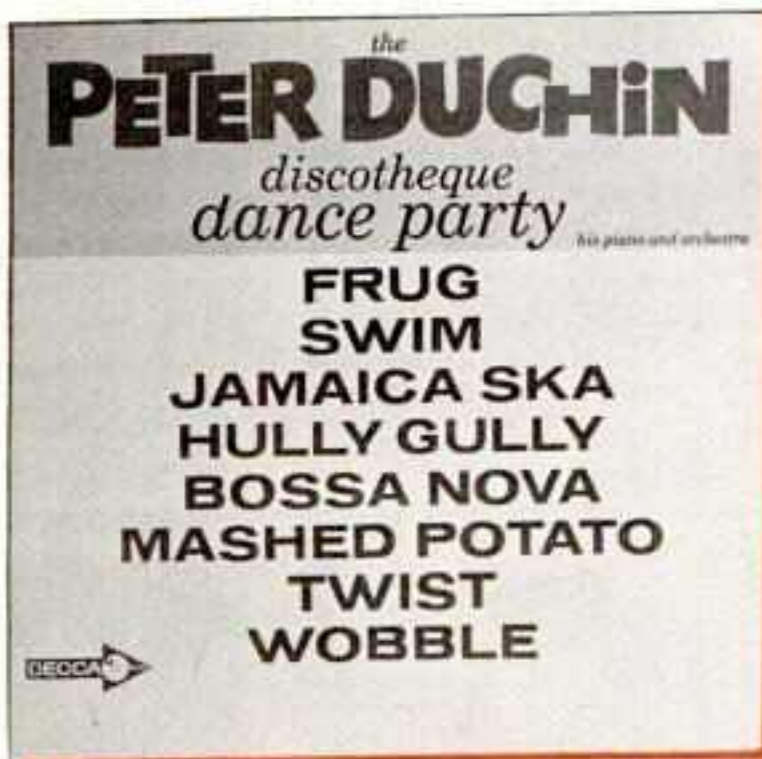 the
PETER DUCHiN
discotheque
dance party
his piano and orchestra
FRUG
SWIM
JAMAICA SKA
HULLY GULLY
BOSSA NOVA
MASHED POTATO
TWIST
WOBBLE
DECCA